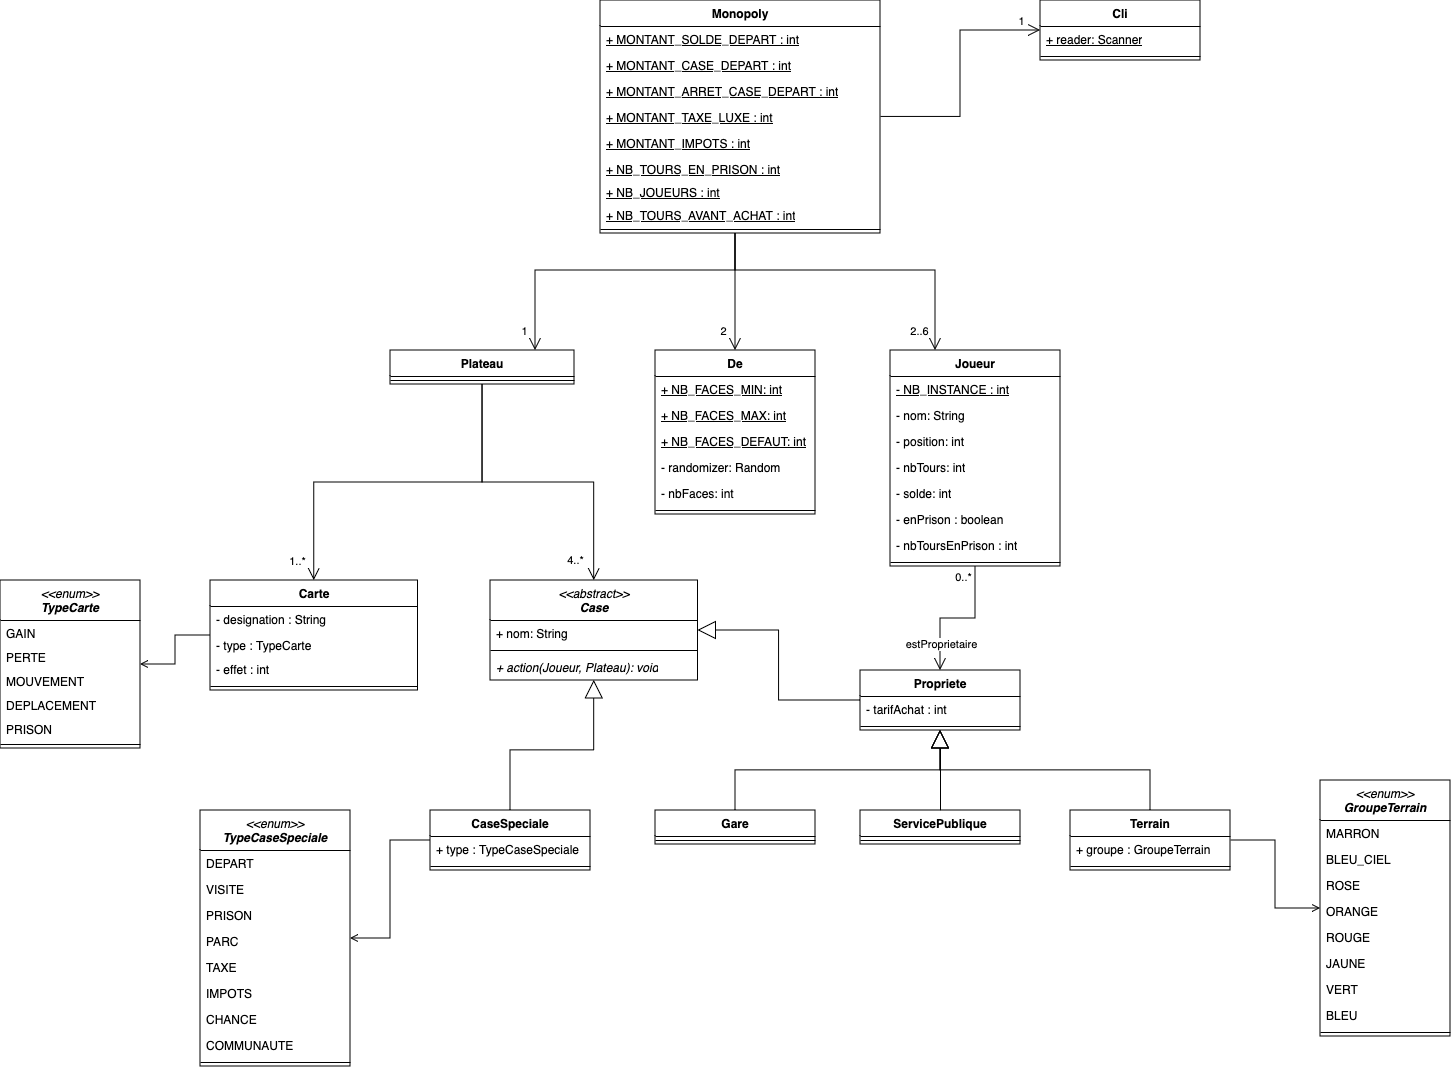 Monopoly
+ MONTANT_SOLDE_DEPART : int
+ MONTANT_CASE_DEPART : int
+ MONTANT_ARRET_CASE_DEPART : int
+ MONTANT_TAXE_LUXE : int
+ MONTANT_IMPOTS : int
+ NB_TOURS_EN_PRISON : int
+ NB_JOUEURS : int
+ NB_TOURS_AVANT_ACHAT : int
1
Cli
+ reader: Scanner
1
2
2..6
Plateau
De
+ NB_FACES_MIN: int
+ NB_FACES_MAX: int
+ NB_FACES_DEFAUT: int
- randomizer: Random
- nbFaces: int
Joueur
- NB_INSTANCE : int
- nom: String
- position: int
- nbTours: int
- solde: int
- enPrison : boolean
- nbToursEnPrison : int
1..*
4..*
0..*
estProprietaire
<<enum>>
TypeCarte
GAIN
PERTE
MOUVEMENT
DEPLACEMENT
PRISON
Carte
- designation : String
- type : TypeCarte
- effet : int
<<abstract>>
Case
+ nom: String
+ action(Joueur, Plateau): void
Propriete
- tarifAchat : int
<<enum>>
TypeCaseSpeciale
DEPART
VISITE
PRISON
PARC
TAXE
IMPOTS
CHANCE
COMMUNAUTE
CaseSpeciale
+ type : TypeCaseSpeciale
Gare
ServicePublique
Terrain
+ groupe : GroupeTerrain
<<enum>>
GroupeTerrain
MARRON
BLEU_CIEL
ROSE
ORANGE
ROUGE
JAUNE
VERT
BLEU